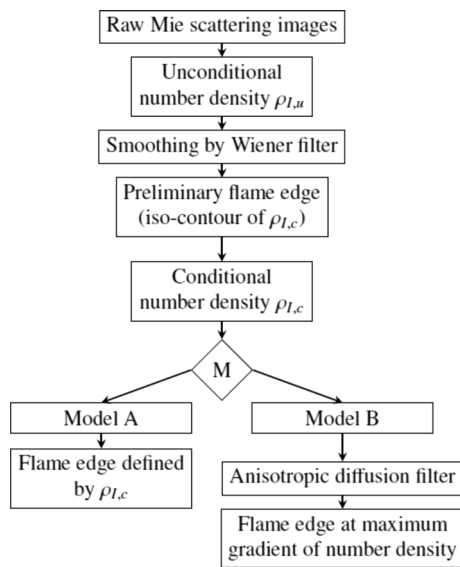 Raw Mie scattering images
Unconditional
number density ρI,u
Smoothing by Wiener filter
Preliminary flame edge
(iso-contour of ρI,c)
Conditional
number density ρI,c
M
Model A
Model B
Flame edge defined
by ρI,c
Anisotropic diffusion filter
Flame edge at maximum
gradient of number density